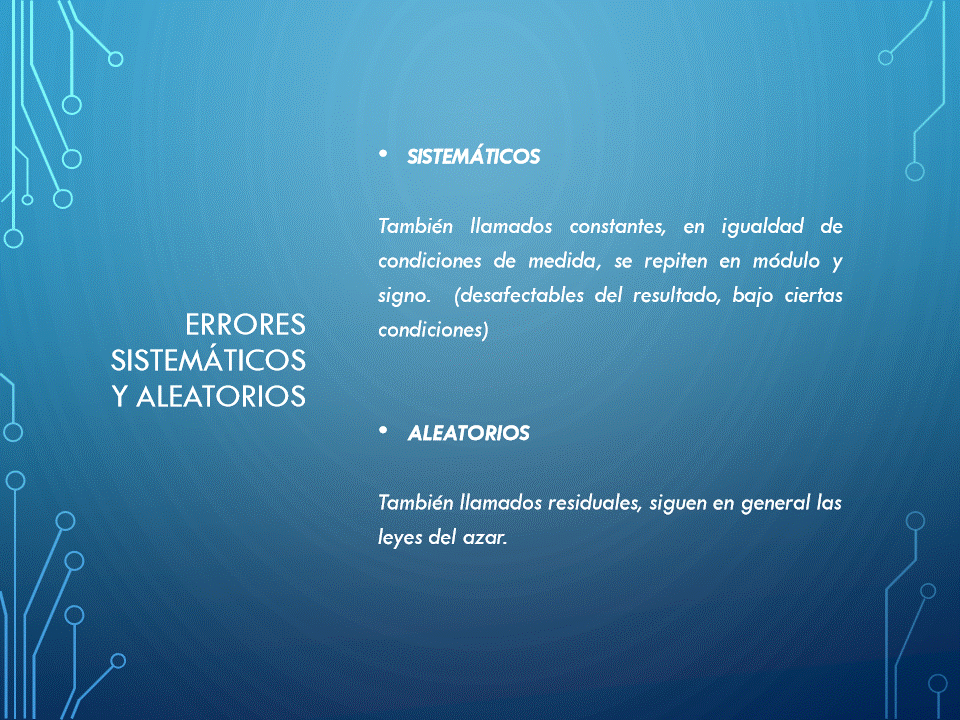 ERRORES
SISTEMÁTICOS
Y ALEATORIOS
• SISTEMÁTICOS
También llamados constantes, en igualdad de
condiciones de medida, se repiten en módulo y
signo. (desafectables del resultado, bajo ciertas
condiciones)
• ALEATORIOS
También llamados residuales, siguen en general las
leyes del azar.